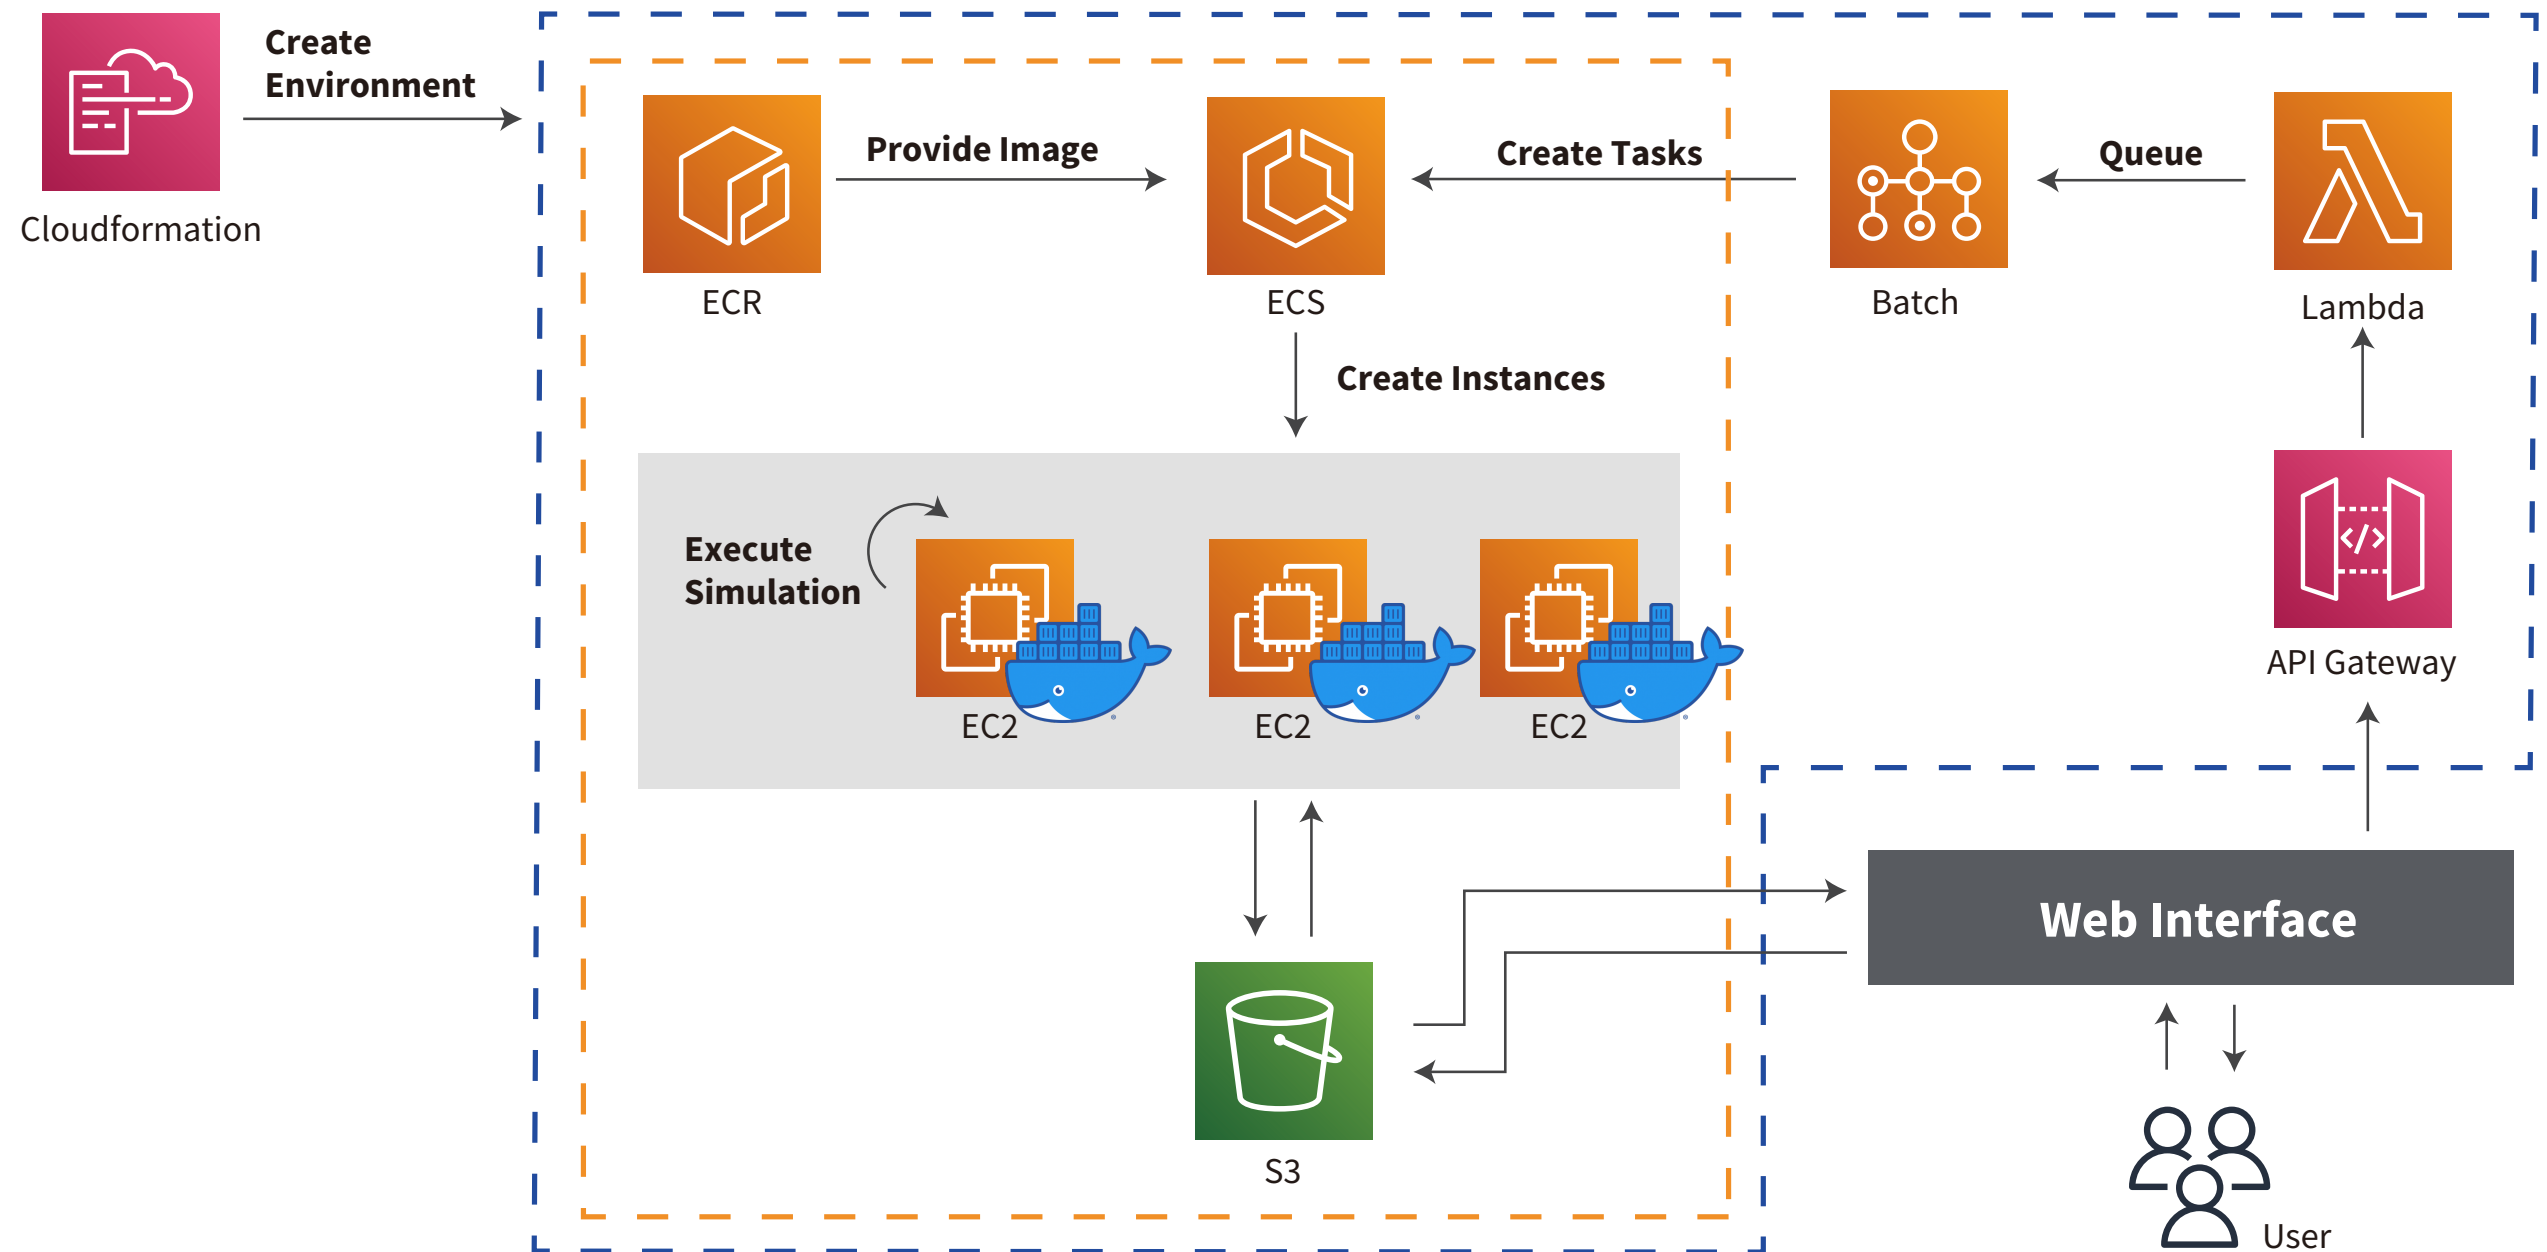 Create
Environment
Cloudformation
Provide Image
Create Tasks
Queue
ECR
ECS
Batch
Lambda
Create Instances
Execute
Simulation
EC2
EC2
EC2
API Gateway
Web Interface
S3
User